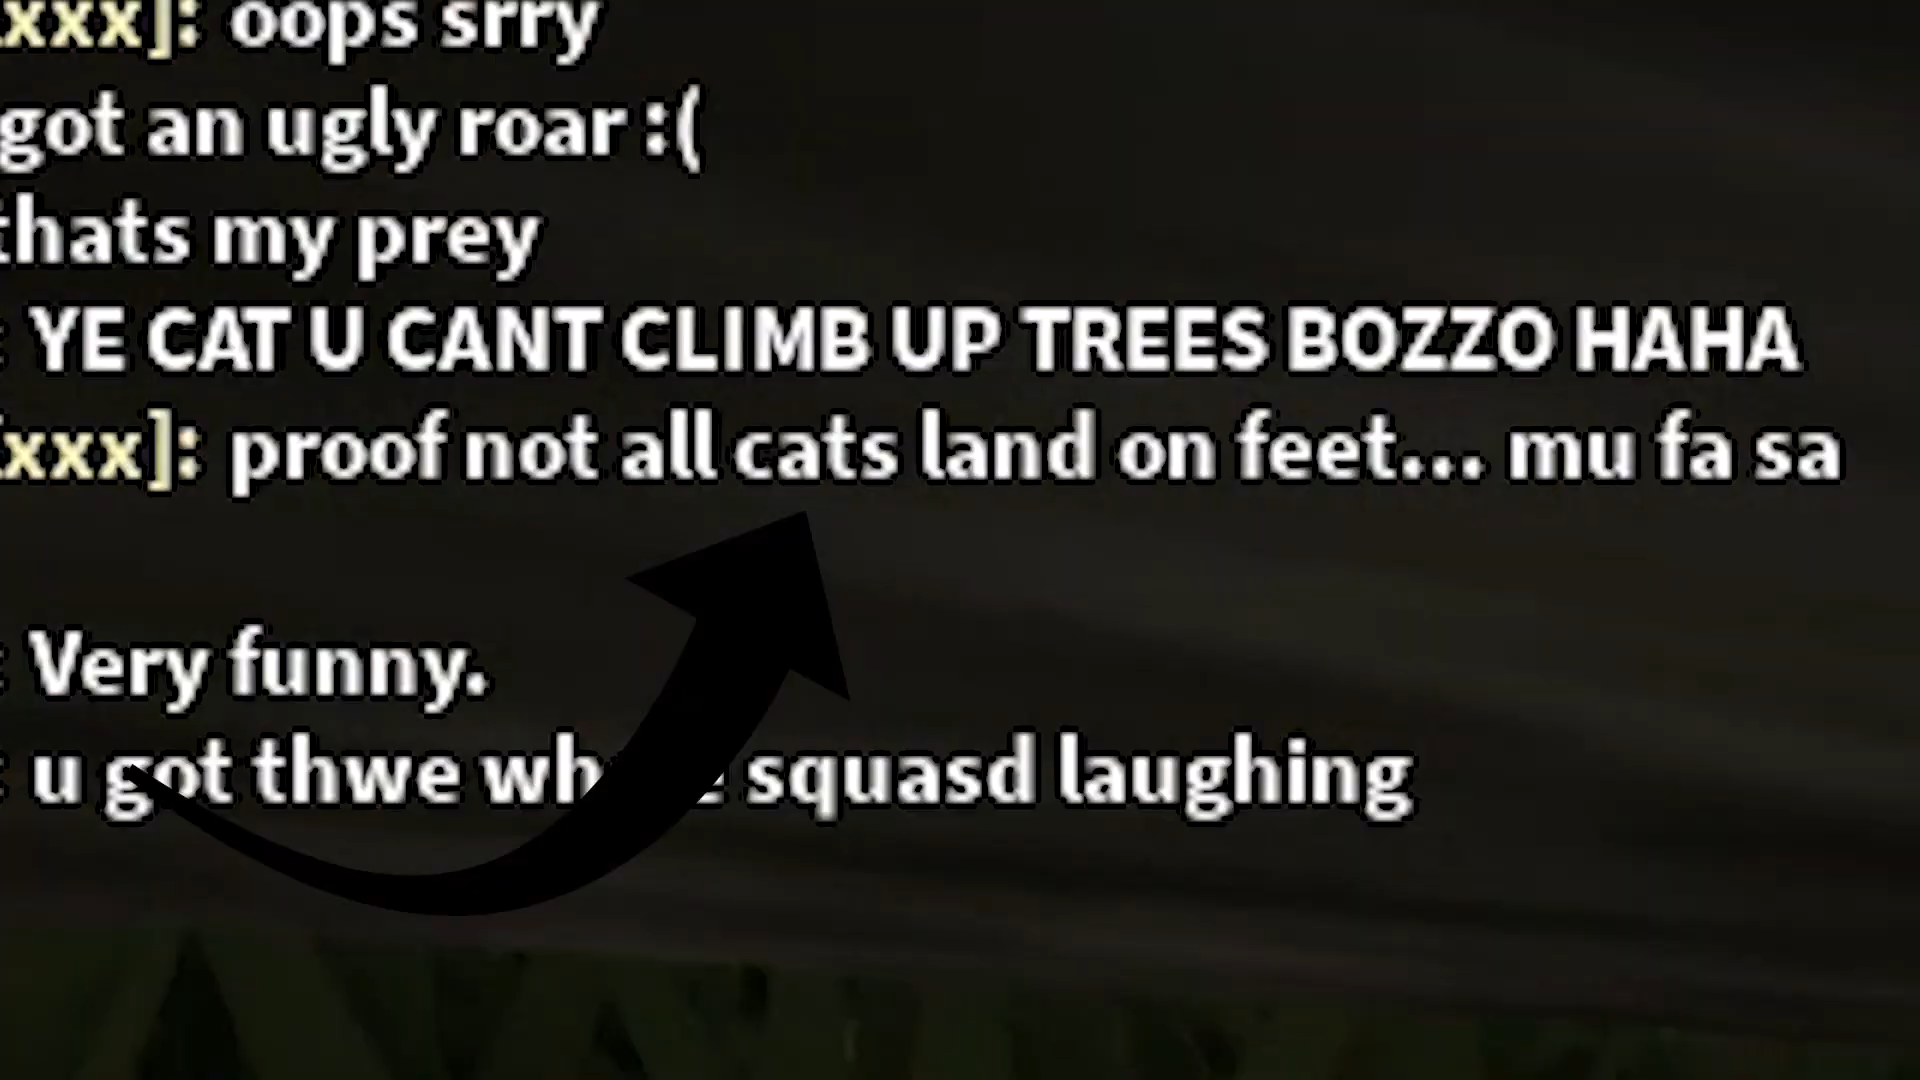 xxx]: oops srry
got an ugly roar :(
thats my prey
: YE CAT U CANT CLIMB UP TREES BOZZO HAHA
xxx]: proof not all cats land on feet... mu fa sa
: Very funny.
: u got thwe squasd laughing